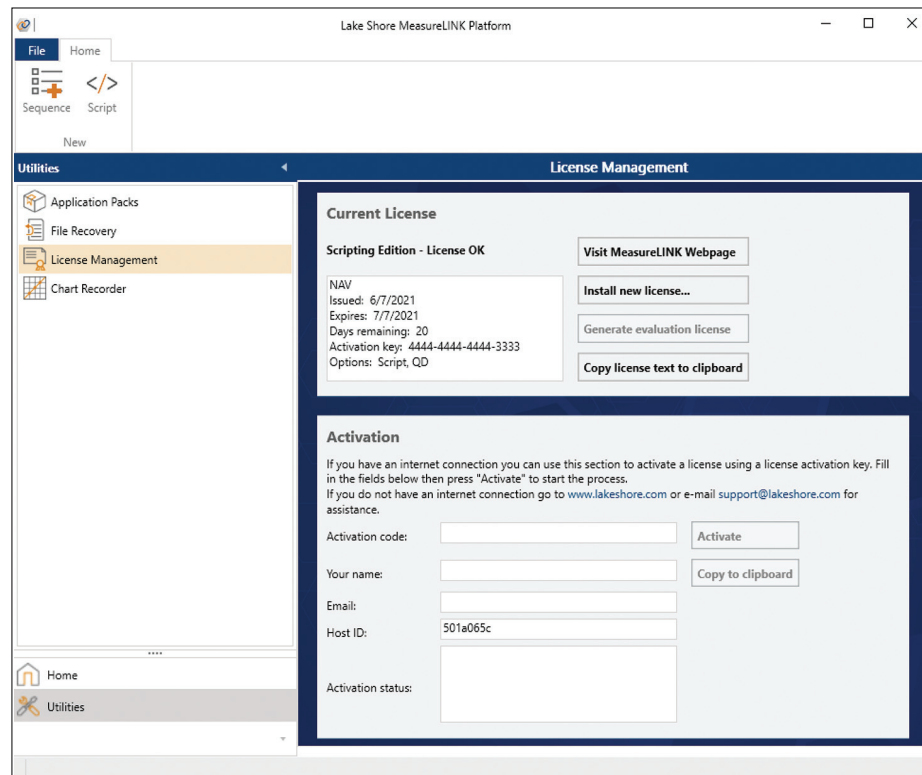 Lake Shore MeasureLINK Platform
File
Home
Sequence
Script
New
Utilities
Application Packs
File Recovery
License Management
Chart Recorder
Home
Utilities
License Management
Current License
Scripting Edition - License OK
NAV
Issued: 6/7/2021
Expires: 7/7/2021
Days remaining: 20
Activation key: 4444-4444-4444-3333
Options: Script, QD
Visit MeasureLINK Webpage
Install new license...
Generate evaluation license
Copy license text to clipboard
Activation
If you have an internet connection you can use this section to activate a license using a license activation key. Fill
in the fields below then press "Activate" to start the process.
If you do not have an internet connection go to www.lakeshore.com or e-mail support@lakeshore.com for
assistance.
Activation code:
Activate
Your name:
Copy to clipboard
Email:
Host ID:
501a065c
Activation status: